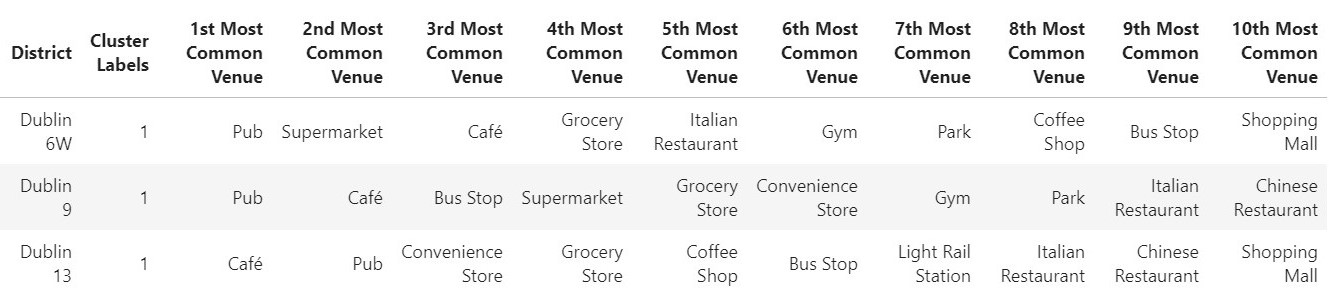 District Cluster Labels 1st Most Common Venue 2nd Most Common Venue 3rd Most Common Venue 4th Most Common Venue 5th Most Common Venue 6th Most Common Venue 7th Most Common Venue 8th Most Common Venue 9th Most Common Venue 10th Most Common Venue
Dublin 6W 1 Pub Supermarket Café Grocery Store Italian Restaurant Gym Park Coffee Shop Bus Stop Shopping Mall
Dublin 9 1 Pub Café Bus Stop Supermarket Grocery Store Convenience Store Gym Park Italian Restaurant Chinese Restaurant
Dublin 13 1 Café Pub Convenience Store Grocery Store Coffee Shop Bus Stop Light Rail Station Italian Restaurant Chinese Restaurant Shopping Mall